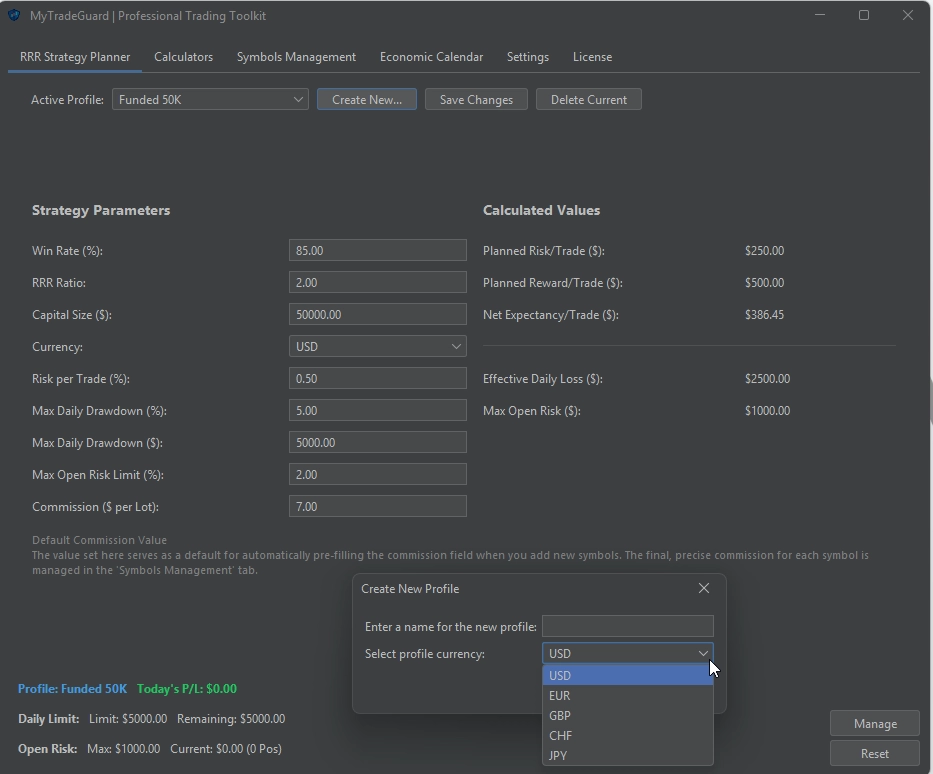 MyTradeGuard | Professional Trading Toolkit
RRR Strategy Planner Calculators Symbols Management Economic Calendar Settings License
Active Profile: Funded 50K Create New... Save Changes Delete Current
Strategy Parameters Calculated Values
Win Rate (%): 85.00 Planned Risk/Trade ($): $250.00
RRR Ratio: 2.00 Planned Reward/Trade ($): $500.00
Capital Size ($): 50000.00 Net Expectancy/Trade ($): $386.45
Currency: USD
Risk per Trade (%): 0.50 Effective Daily Loss ($): $2500.00
Max Daily Drawdown (%): 5.00 Max Open Risk ($): $1000.00
Max Daily Drawdown ($): 5000.00
Max Open Risk Limit (%): 2.00
Commission ($ per Lot): 7.00
Default Commission Value
The value set here serves as a default for automatically pre-filling the commission field when you add new symbols. The final, precise commission for each symbol is
managed in the 'Symbols Management' tab.
Create New Profile
Enter a name for the new profile:
Select profile currency: USD
USD
EUR
GBP
CHF
JPY
Profile: Funded 50K Today's P/L: $0.00
Daily Limit: Limit: $5000.00 Remaining: $5000.00
Open Risk: Max: $1000.00 Current: $0.00 (0 Pos)
Manage
Reset